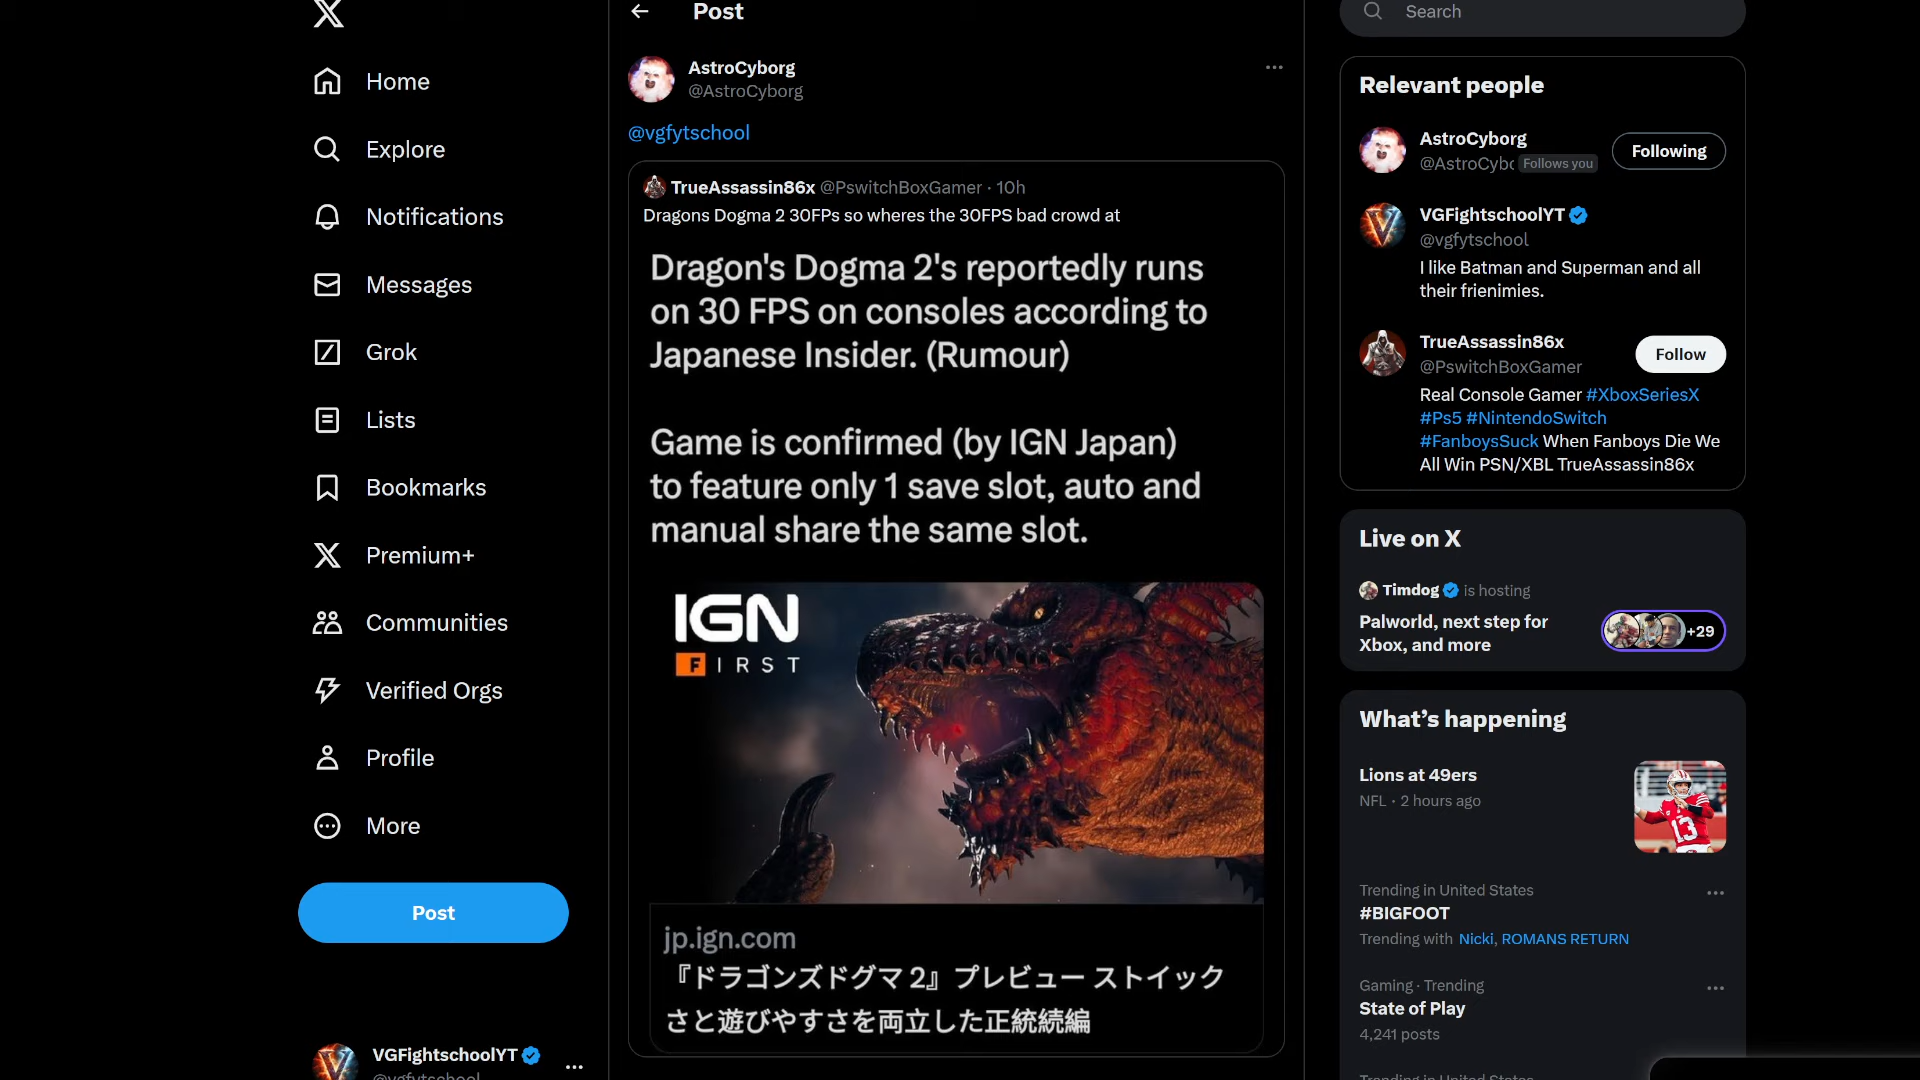 Home
Explore
Notifications
Messages
Grok
Lists
Bookmarks
Premium+
Communities
Verified Orgs
Profile
More
Post
VGFightschoolYT
@vgfytschool
Post
AstroCyborg
@AstroCyborg
@vgfytschool
TrueAssassin86x @PswitchBoxGamer · 10h
Dragons Dogma 2 30FPs so wheres the 30FPS bad crowd at
Dragon's Dogma 2's reportedly runs
on 30 FPS on consoles according to
Japanese Insider. (Rumour)
Game is confirmed (by IGN Japan)
to feature only 1 save slot, auto and
manual share the same slot.
IGN
FIRST
jp.ign.com
『ドラゴンズドグマ 2』プレビュー ストイック
さと遊びやすさを両立した正統続編
Search
Relevant people
AstroCyborg
@AstroCybc Follows you
Following
VGFightschoolYT
@vgfytschool
I like Batman and Superman and all
their frienimies.
TrueAssassin86x
@PswitchBoxGamer
Follow
Real Console Gamer #XboxSeriesX
#Ps5 #NintendoSwitch
#FanboysSuck When Fanboys Die We
All Win PSN/XBL TrueAssassin86x
Live on X
Timdog is hosting
Palworld, next step for
Xbox, and more
+29
What's happening
Lions at 49ers
NFL · 2 hours ago
13
Trending in United States
#BIGFOOT
Trending with Nicki, ROMANS RETURN
Gaming · Trending
State of Play
4,241 posts
Trending in United States